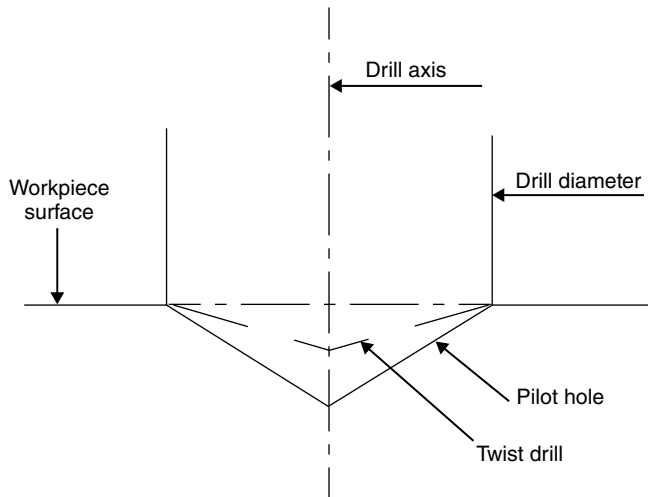 Drill axis
Workpiece
surface
Drill diameter
Pilot hole
Twist drill